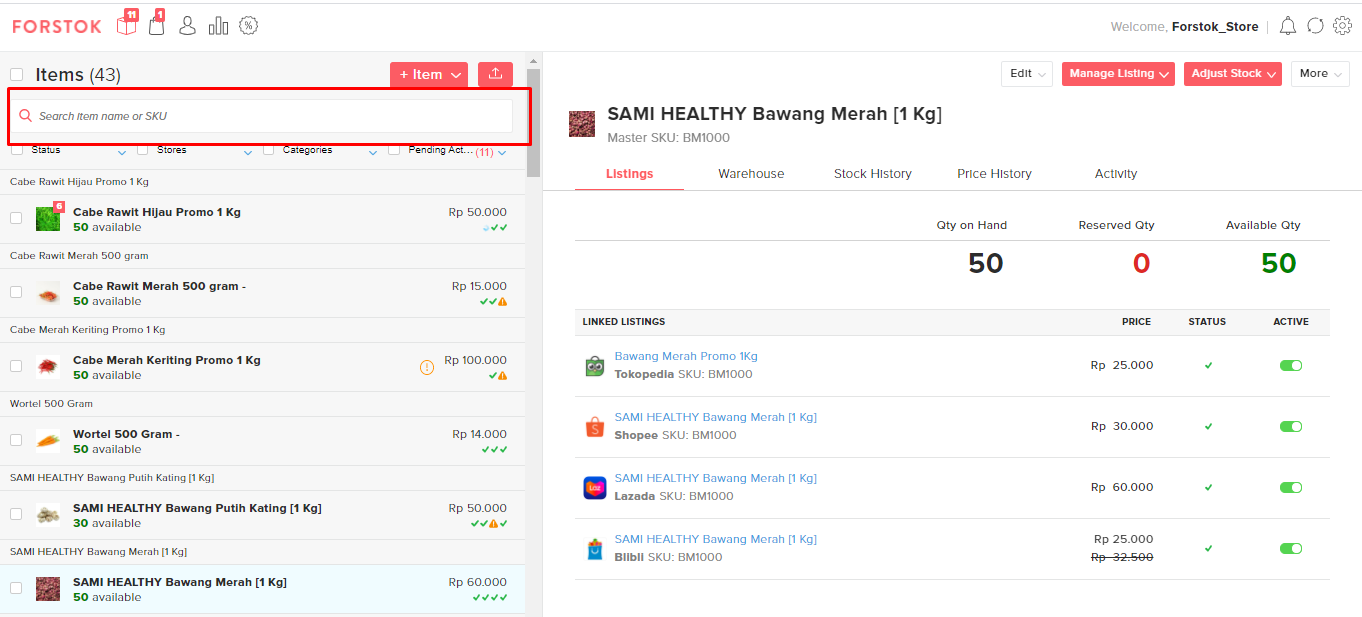 FORSTOK
11
1
Welcome, Forstok_Store
Items (43)
+ Item
Search item name or SKU
Status
Stores
Categories
Pending Act... (11)
Cabe Rawit Hijau Promo 1 Kg
6
Cabe Rawit Hijau Promo 1 Kg
Rp 50.000
50 available
Cabe Rawit Merah 500 gram
Cabe Rawit Merah 500 gram -
Rp 15.000
50 available
Cabe Merah Keriting Promo 1 Kg
Cabe Merah Keriting Promo 1 Kg
Rp 100.000
50 available
Wortel 500 Gram
Wortel 500 Gram -
Rp 14.000
50 available
SAMI HEALTHY Bawang Putih Kating [1 Kg]
SAMI HEALTHY Bawang Putih Kating [1 Kg]
Rp 50.000
30 available
SAMI HEALTHY Bawang Merah [1 Kg]
SAMI HEALTHY Bawang Merah [1 Kg]
Rp 60.000
50 available
Edit
Manage Listing
Adjust Stock
More
SAMI HEALTHY Bawang Merah [1 Kg]
Master SKU: BM1000
Listings
Warehouse
Stock History
Price History
Activity
Qty on Hand
Reserved Qty
Available Qty
50
0
50
LINKED LISTINGS
PRICE
STATUS
ACTIVE
Bawang Merah Promo 1Kg
Tokopedia SKU: BM1000
Rp 25.000
SAMI HEALTHY Bawang Merah [1 Kg]
Shopee SKU: BM1000
Rp 30.000
SAMI HEALTHY Bawang Merah [1 Kg]
Laz
Lazada SKU: BM1000
Rp 60.000
SAMI HEALTHY Bawang Merah [1 Kg]
Blibli SKU: BM1000
Rp 25.000
Rp 32.500